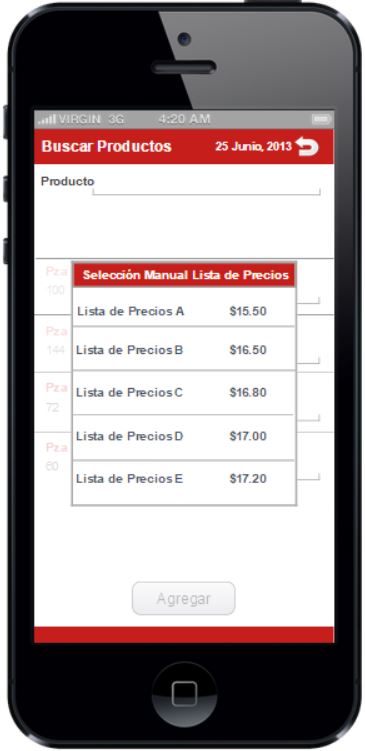 VIRGIN 3G 4:20 AM
Buscar Productos 25 Junio, 2013
Producto
Selección Manual Lista de Precios
Pza
100
Lista de Precios A $15.50
Pza
144 Lista de Precios B $16.50
Pza Lista de Precios C $16.80
72
Pza Lista de Precios D $17.00
60
Lista de Precios E $17.20
Agregar